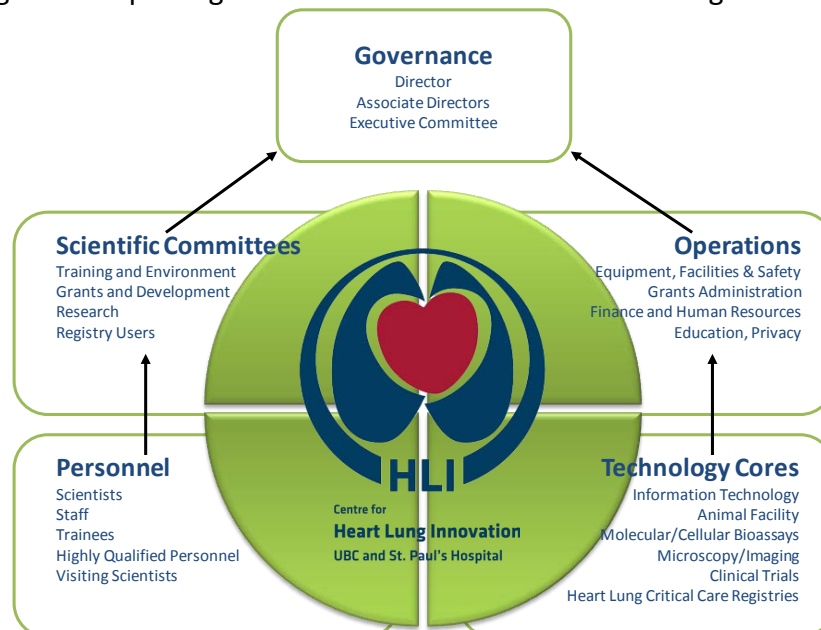 Governance
Director
Associate Directors
Executive Committee
Scientific Committees
Training and Environment
Grants and Development
Research
Registry Users
Operations
Equipment, Facilities & Safety
Grants Administration
Finance and Human Resources
Education, Privacy
Personnel
Scientists
Staff
Trainees
Highly Qualified Personnel
Visiting Scientists
HLI
Centre for
Heart Lung Innovation
UBC and St. Paul's Hospital
Technology Cores
Information Technology
Animal Facility
Molecular/Cellular Bioassays
Microscopy/Imaging
Clinical Trials
Heart Lung Critical Care Registries